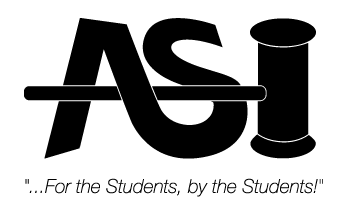 ASI
"...For the Students, by the Students!"